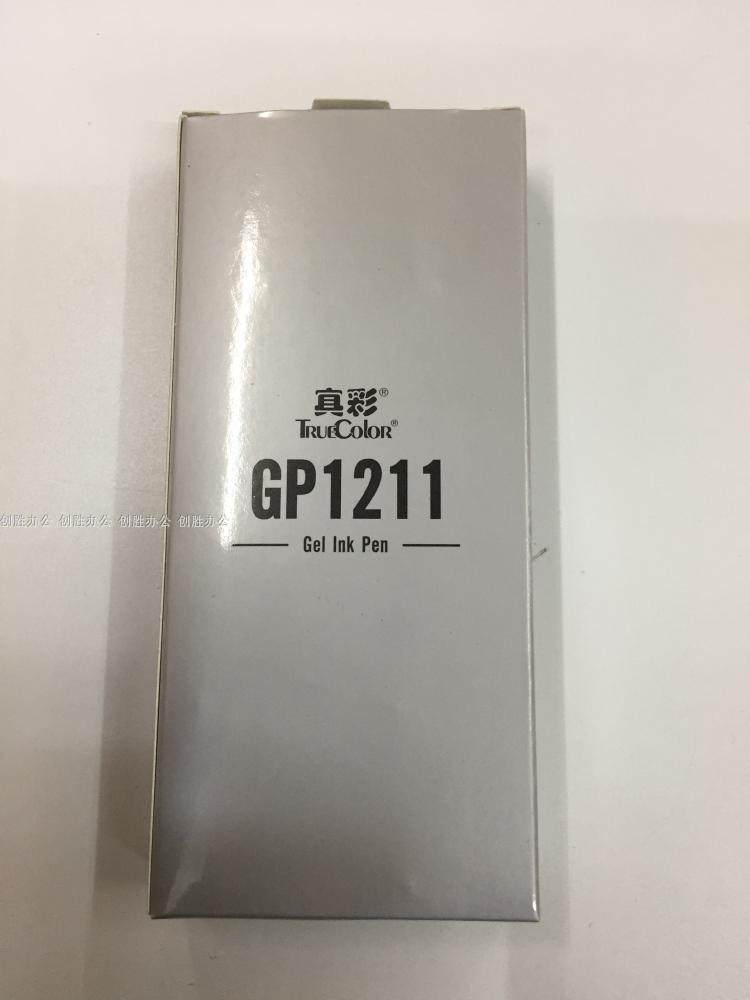 真彩®
TRUECOLOR®
GP1211
Gel Ink Pen
创胜办公 创胜办公 创胜办公 创胜办公